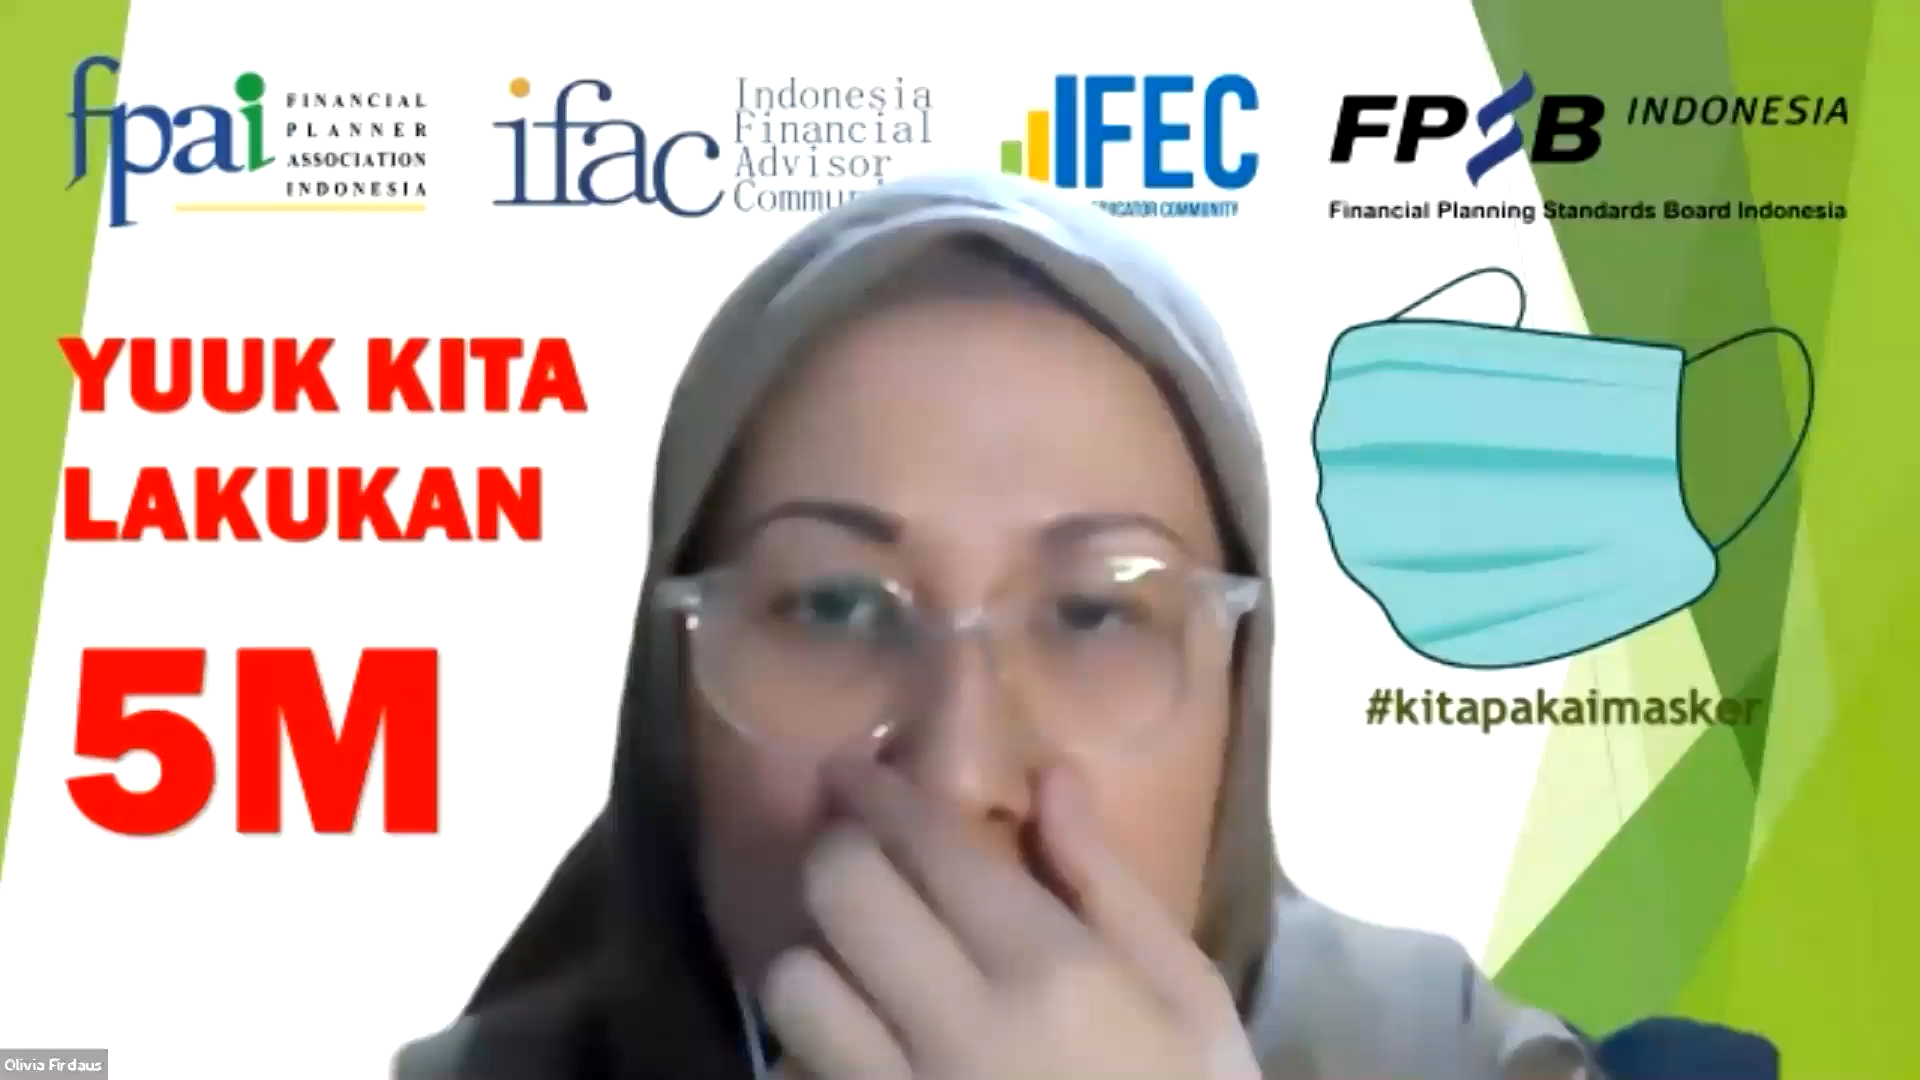 fpai
FINANCIAL
PLANNER
ASSOCIATION
INDONESIA
ifac
Indonesia
Financial
Advisor
IFEC
COMMUNITY
FPSB INDONESIA
Financial Planning Standards Board Indonesia
YUUK KITA
LAKUKAN
5M
#kitapakaimasker
Olivia Firdaus